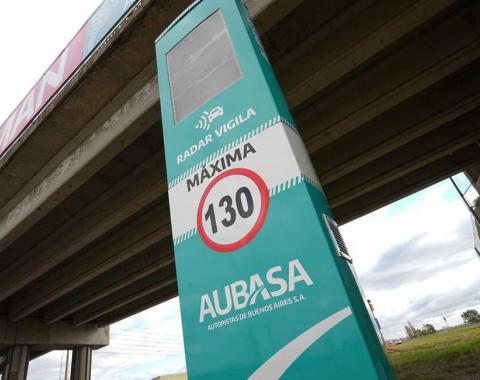 RADAR VIGILA
MÁXIMA
130
AUBASA
AUTOPISTAS DE BUENOS AIRES S.A.